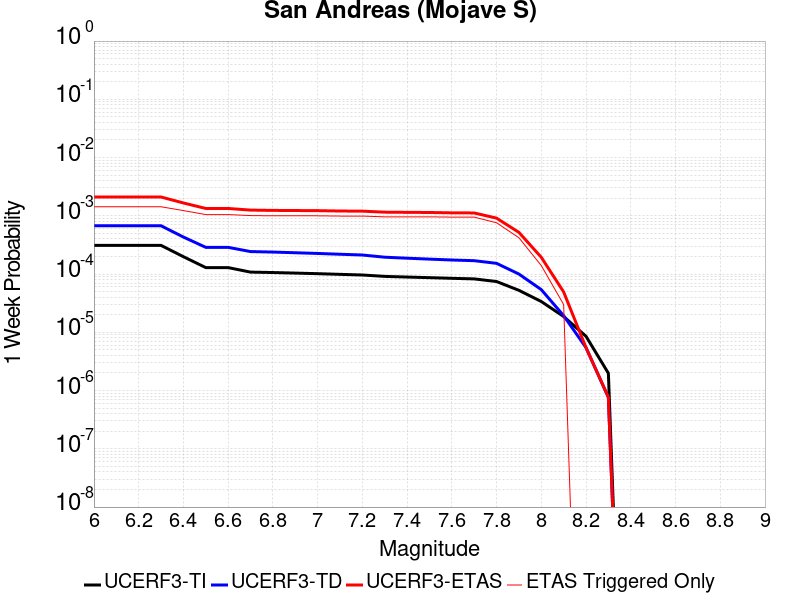 San Andreas (Mojave S)
10^0
10^-1
10^-2
10^-3
10^-4
10^-5
10^-6
10^-7
10^-8
1 Week Probability
6 6.2 6.4 6.6 6.8 7 7.2 7.4 7.6 7.8 8 8.2 8.4 8.6 8.8 9
Magnitude
UCERF3-TI UCERF3-TD UCERF3-ETAS ETAS Triggered Only